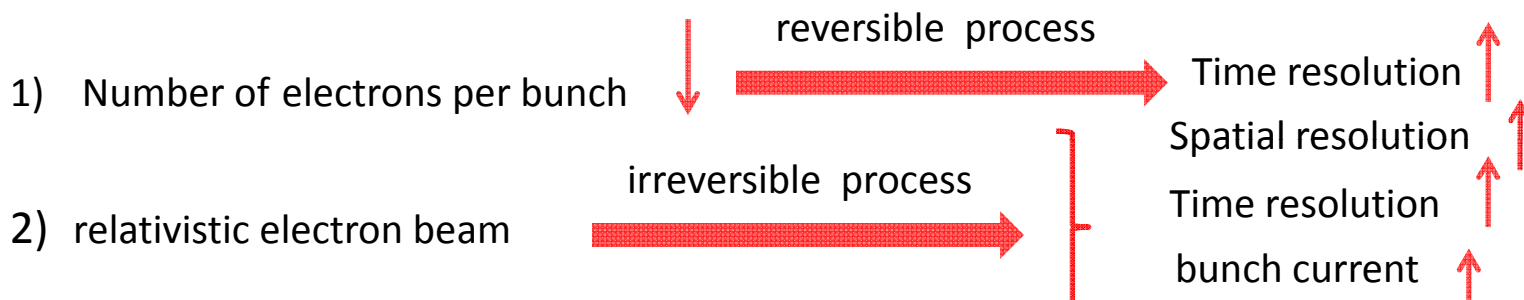 reversible process
1) Number of electrons per bunch
Time resolution
Spatial resolution
irreversible process
2) relativistic electron beam
Time resolution
bunch current